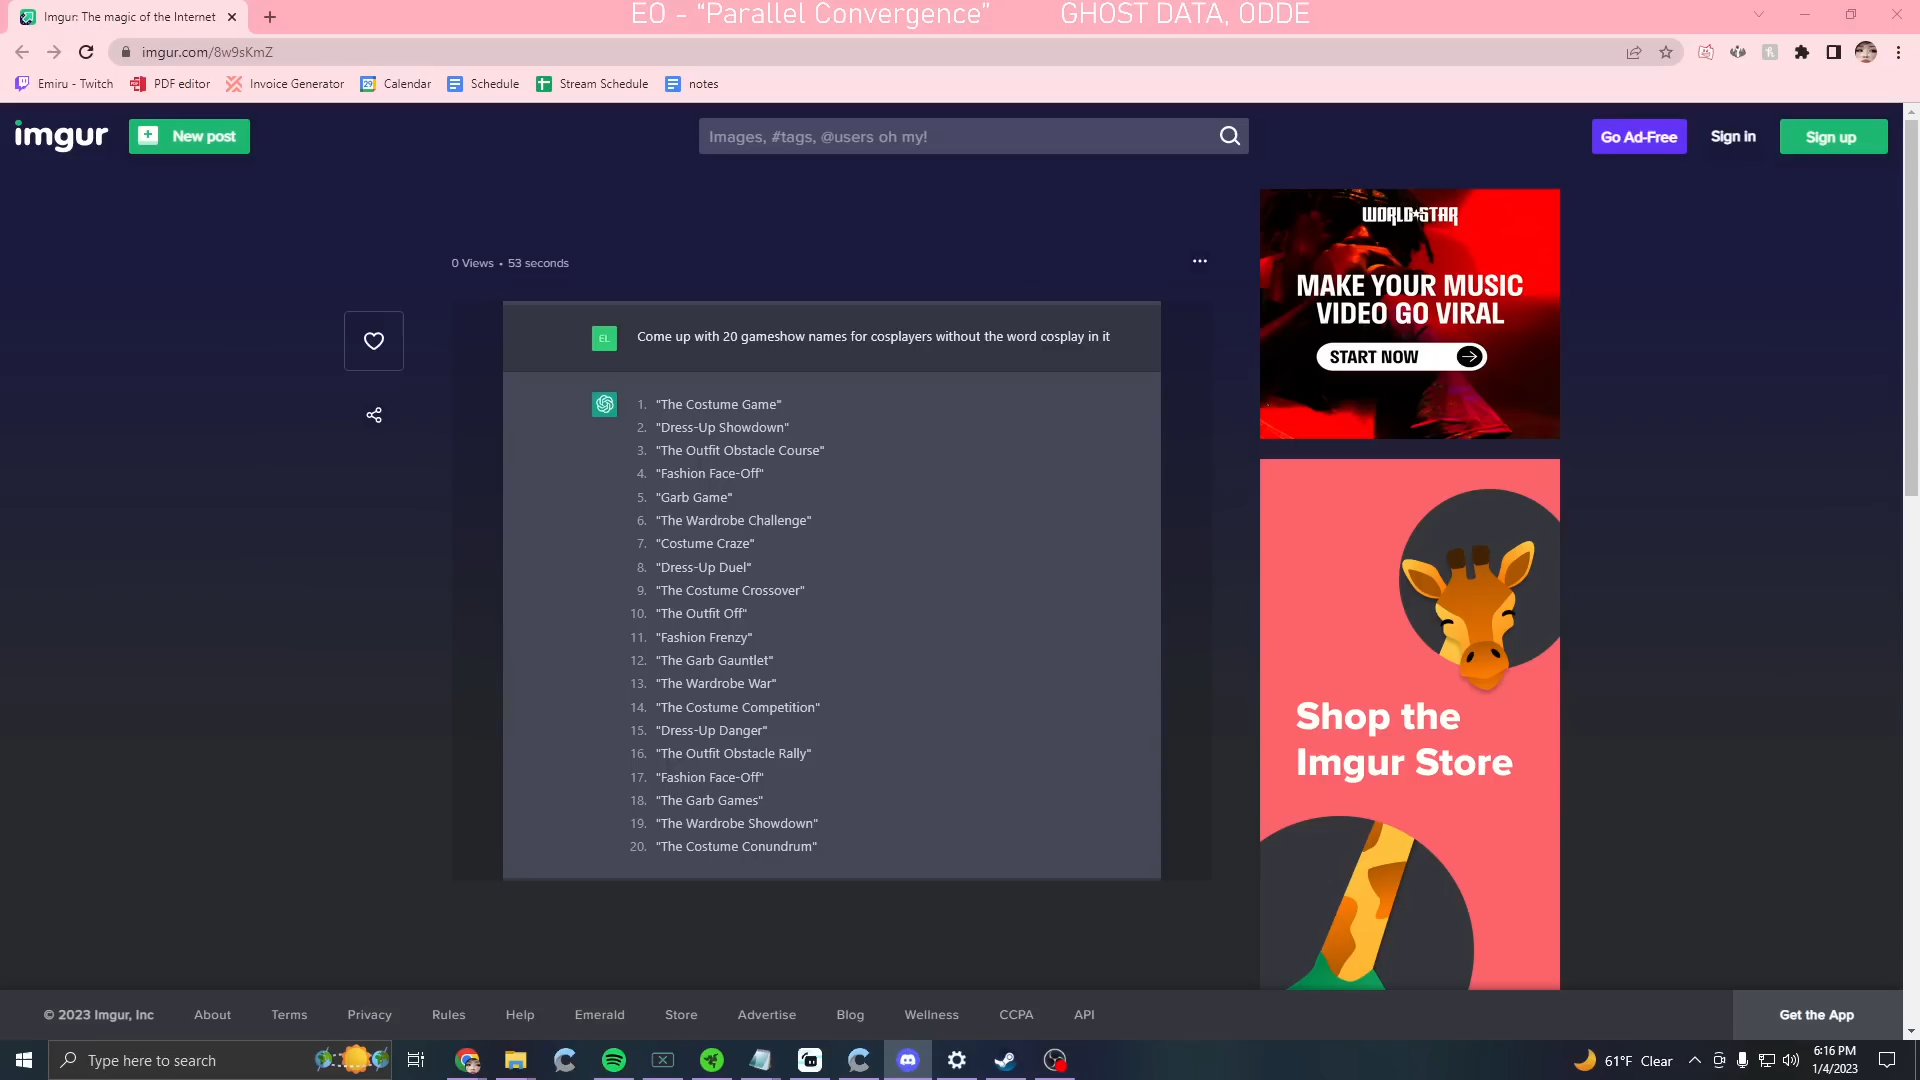 Imgur: The magic of the Internet
EO - “Parallel Convergence” GHOST DATA, ODDE
imgur.com/8w9sKmZ
Emiru - Twitch
PDF editor
Invoice Generator
Calendar
Schedule
Stream Schedule
notes
imgur
New post
Images, #tags, @users oh my!
Go Ad-Free
Sign in
Sign up
0 Views • 53 seconds
EL
Come up with 20 gameshow names for cosplayers without the word cosplay in it
1. "The Costume Game"
2. "Dress-Up Showdown"
3. "The Outfit Obstacle Course"
4. "Fashion Face-Off"
5. "Garb Game"
6. "The Wardrobe Challenge"
7. "Costume Craze"
8. "Dress-Up Duel"
9. "The Costume Crossover"
10. "The Outfit Off"
11. "Fashion Frenzy"
12. "The Garb Gauntlet"
13. "The Wardrobe War"
14. "The Costume Competition"
15. "Dress-Up Danger"
16. "The Outfit Obstacle Rally"
17. "Fashion Face-Off"
18. "The Garb Games"
19. "The Wardrobe Showdown"
20. "The Costume Conundrum"
WORLDSTAR
MAKE YOUR MUSIC
VIDEO GO VIRAL
START NOW
Shop the
Imgur Store
© 2023 Imgur, Inc
About
Terms
Privacy
Rules
Help
Emerald
Store
Advertise
Blog
Wellness
CCPA
API
Get the App
Type here to search
61°F Clear
6:16 PM
1/4/2023